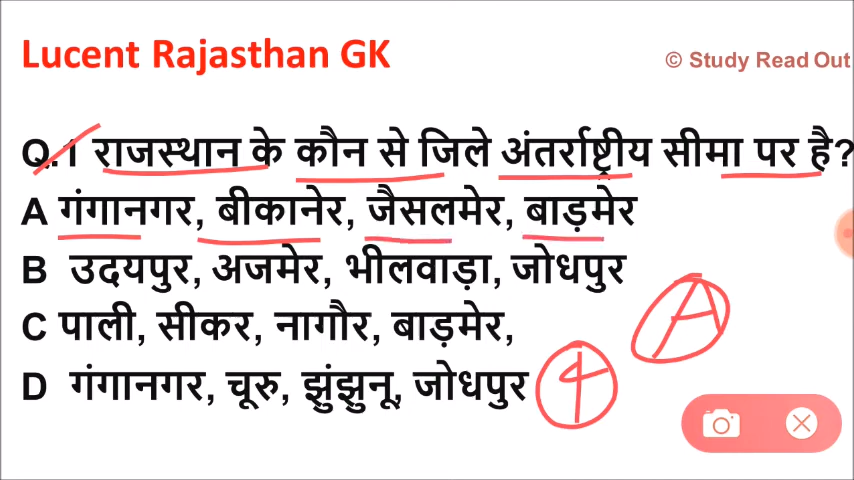 Lucent Rajasthan GK
© Study Read Out
Q.1 राजस्थान के कौन से जिले अंतर्राष्ट्रीय सीमा पर है?
A गंगानगर, बीकानेर, जैसलमेर, बाड़मेर
B उदयपुर, अजमेर, भीलवाड़ा, जोधपुर
A
C पाली, सीकर, नागौर, बाड़मेर,
D गंगानगर, चूरु, झुंझुनू, जोधपुर